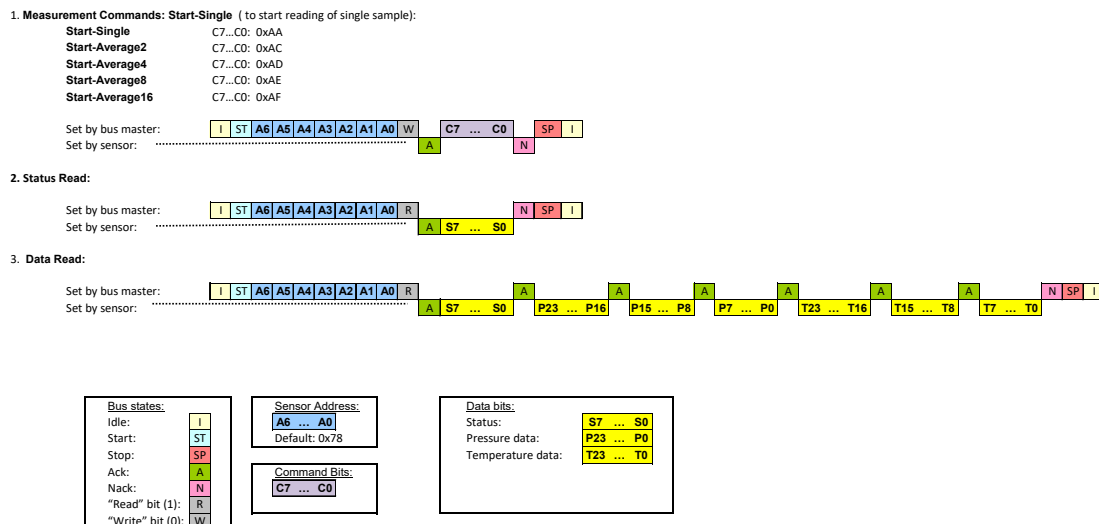 1. Measurement Commands: Start-Single ( to start reading of single sample):
Start-Single C7...C0: 0xAA
Start-Average2 C7...C0: 0xAC
Start-Average4 C7...C0: 0xAD
Start-Average8 C7...C0: 0xAE
Start-Average16 C7...C0: 0xAF
Set by bus master: I ST A6 A5 A4 A3 A2 A1 A0 W C7 ... C0 SP I
Set by sensor: A N
2. Status Read:
Set by bus master: I ST A6 A5 A4 A3 A2 A1 A0 R N SP I
Set by sensor: A S7 ... S0
3. Data Read:
Set by bus master: I ST A6 A5 A4 A3 A2 A1 A0 R A A A A A A N SP I
Set by sensor: A S7 ... S0 P23 ... P16 P15 ... P8 P7 ... P0 T23 ... T16 T15 ... T8 T7 ... T0
Bus states:
Idle: I
Start: ST
Stop: SP
Ack: A
Nack: N
"Read" bit (1): R
"Write" bit (0): W
Sensor Address:
A6 ... A0
Default: 0x78
Command Bits:
C7 ... C0
Data bits:
Status: S7 ... S0
Pressure data: P23 ... P0
Temperature data: T23 ... T0